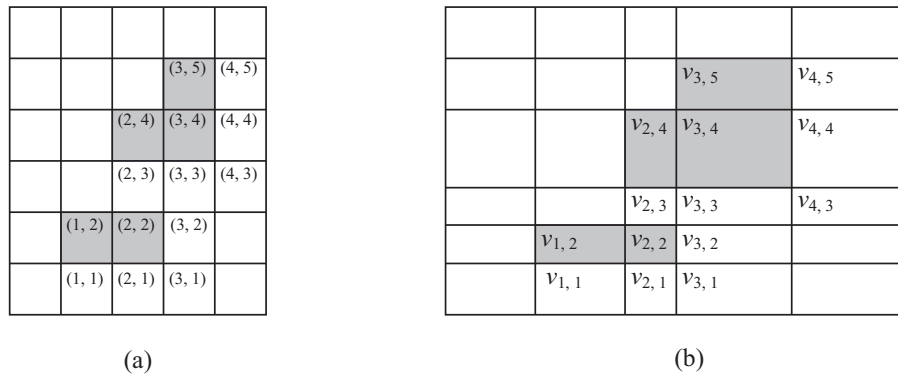 (3, 5) (4, 5)
(2, 4) (3, 4) (4, 4)
(2, 3) (3, 3) (4, 3)
(1, 2) (2, 2) (3, 2)
(1, 1) (2, 1) (3, 1)
(a)
v3, 5 v4, 5
v2, 4 v3, 4 v4, 4
v2, 3 v3, 3 v4, 3
v1, 2 v2, 2 v3, 2
v1, 1 v2, 1 v3, 1
(b)